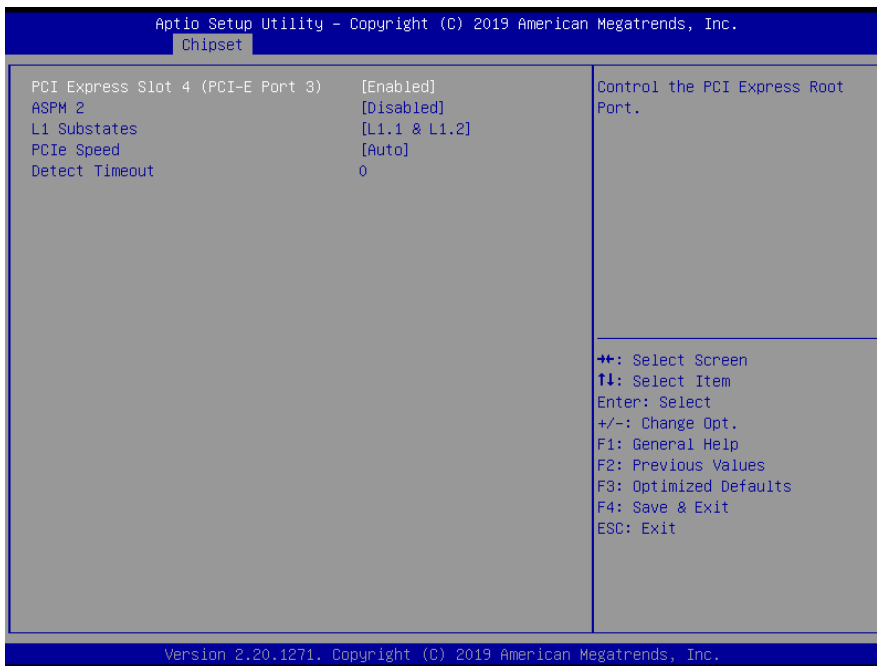 Aptio Setup Utility – Copyright (C) 2019 American Megatrends, Inc.
Chipset
PCI Express Slot 4 (PCI-E Port 3) [Enabled]
ASPM 2 [Disabled]
L1 Substates [L1.1 & L1.2]
PCIe Speed [Auto]
Detect Timeout 0
Control the PCI Express Root
Port.
→←: Select Screen
↑↓: Select Item
Enter: Select
+/-: Change Opt.
F1: General Help
F2: Previous Values
F3: Optimized Defaults
F4: Save & Exit
ESC: Exit
Version 2.20.1271. Copyright (C) 2019 American Megatrends, Inc.